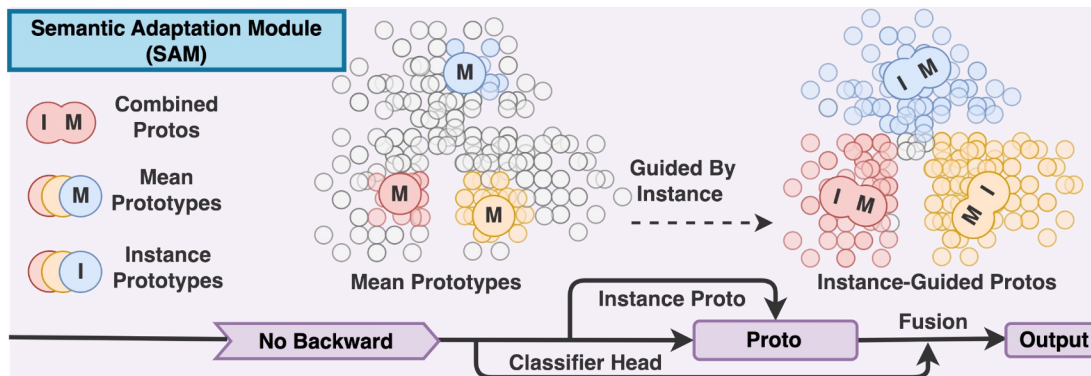 Semantic Adaptation Module
(SAM)
I M
Combined
Protos
M
Mean
Prototypes
I
Instance
Prototypes
M
M
M
Mean Prototypes
Guided By
Instance
I M
I M
M I
Instance-Guided Protos
No Backward
Instance Proto
Classifier Head
Proto
Fusion
Output